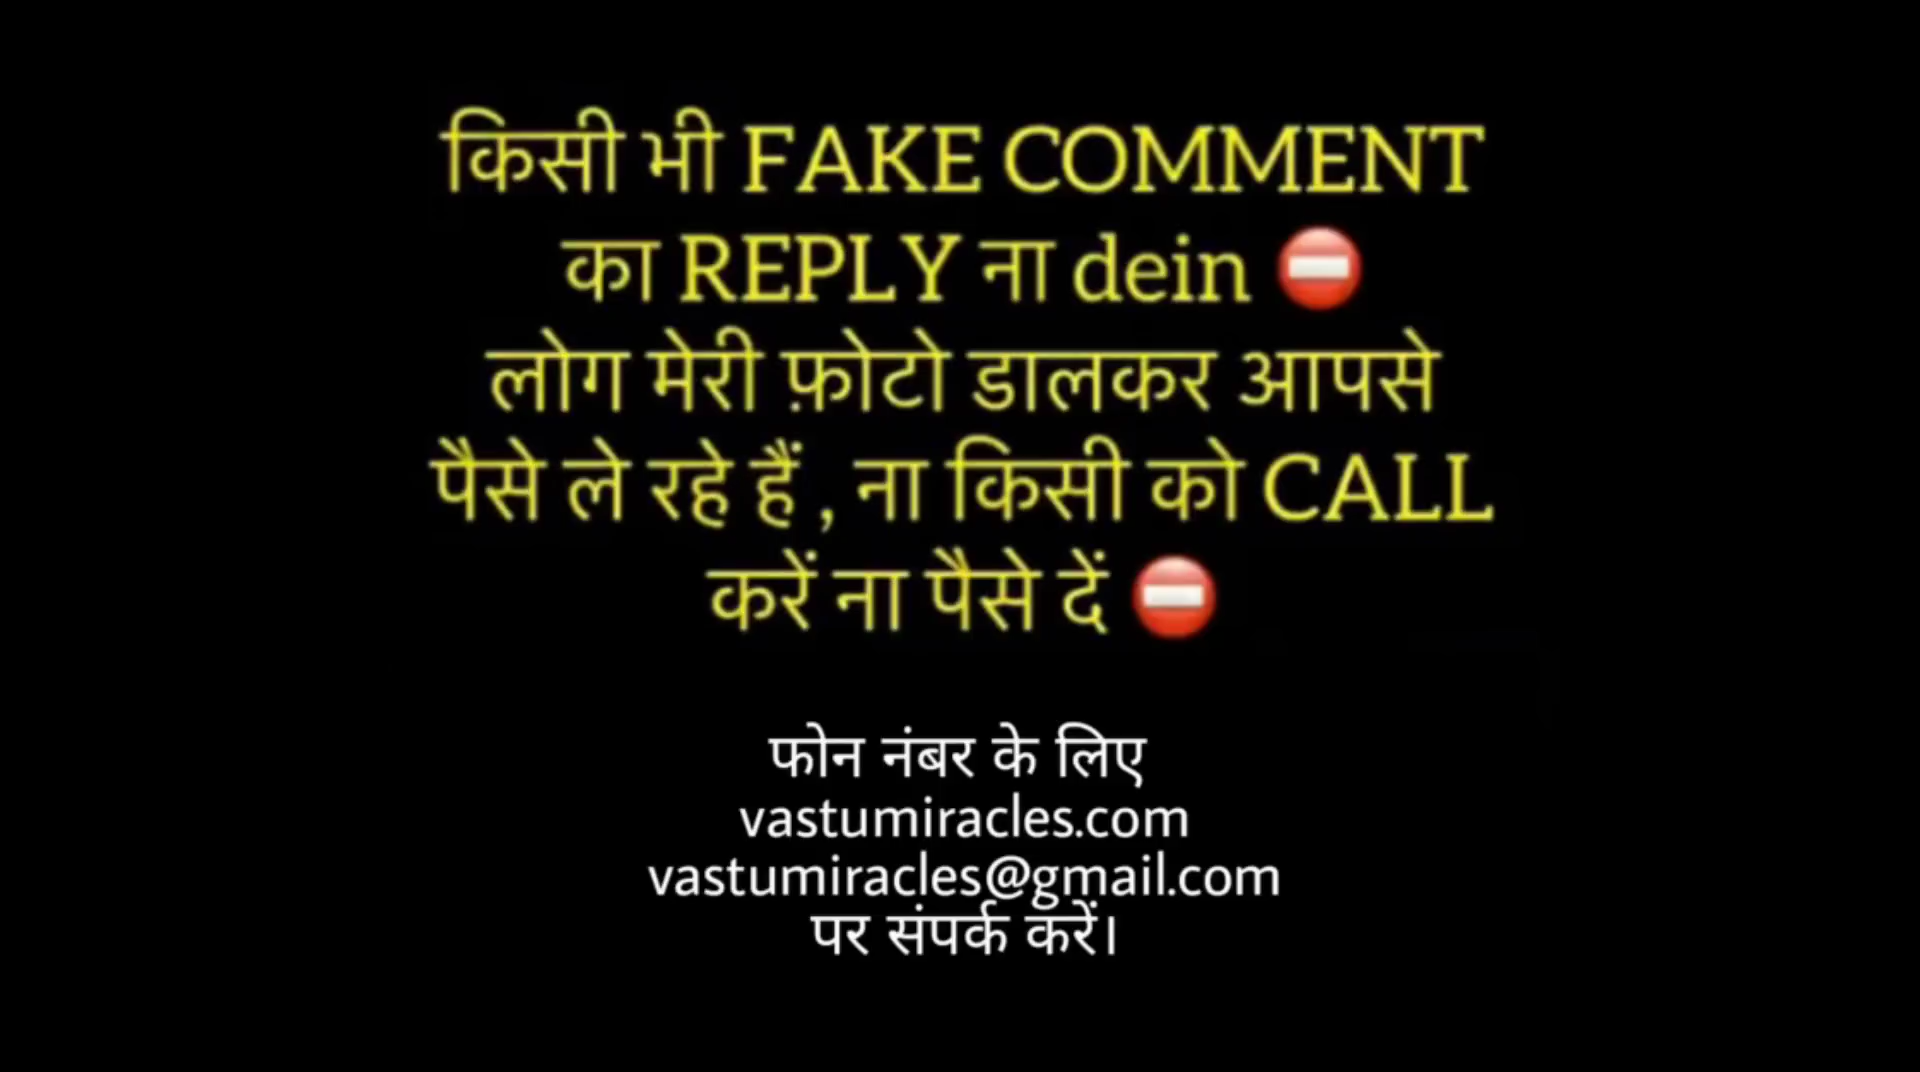 किसी भी FAKE COMMENT
का REPLY ना dein ⛔
लोग मेरी फ़ोटो डालकर आपसे
पैसे ले रहे हैं , ना किसी को CALL
करें ना पैसे दें ⛔
फोन नंबर के लिए
vastumiracles.com
vastumiracles@gmail.com
पर संपर्क करें।